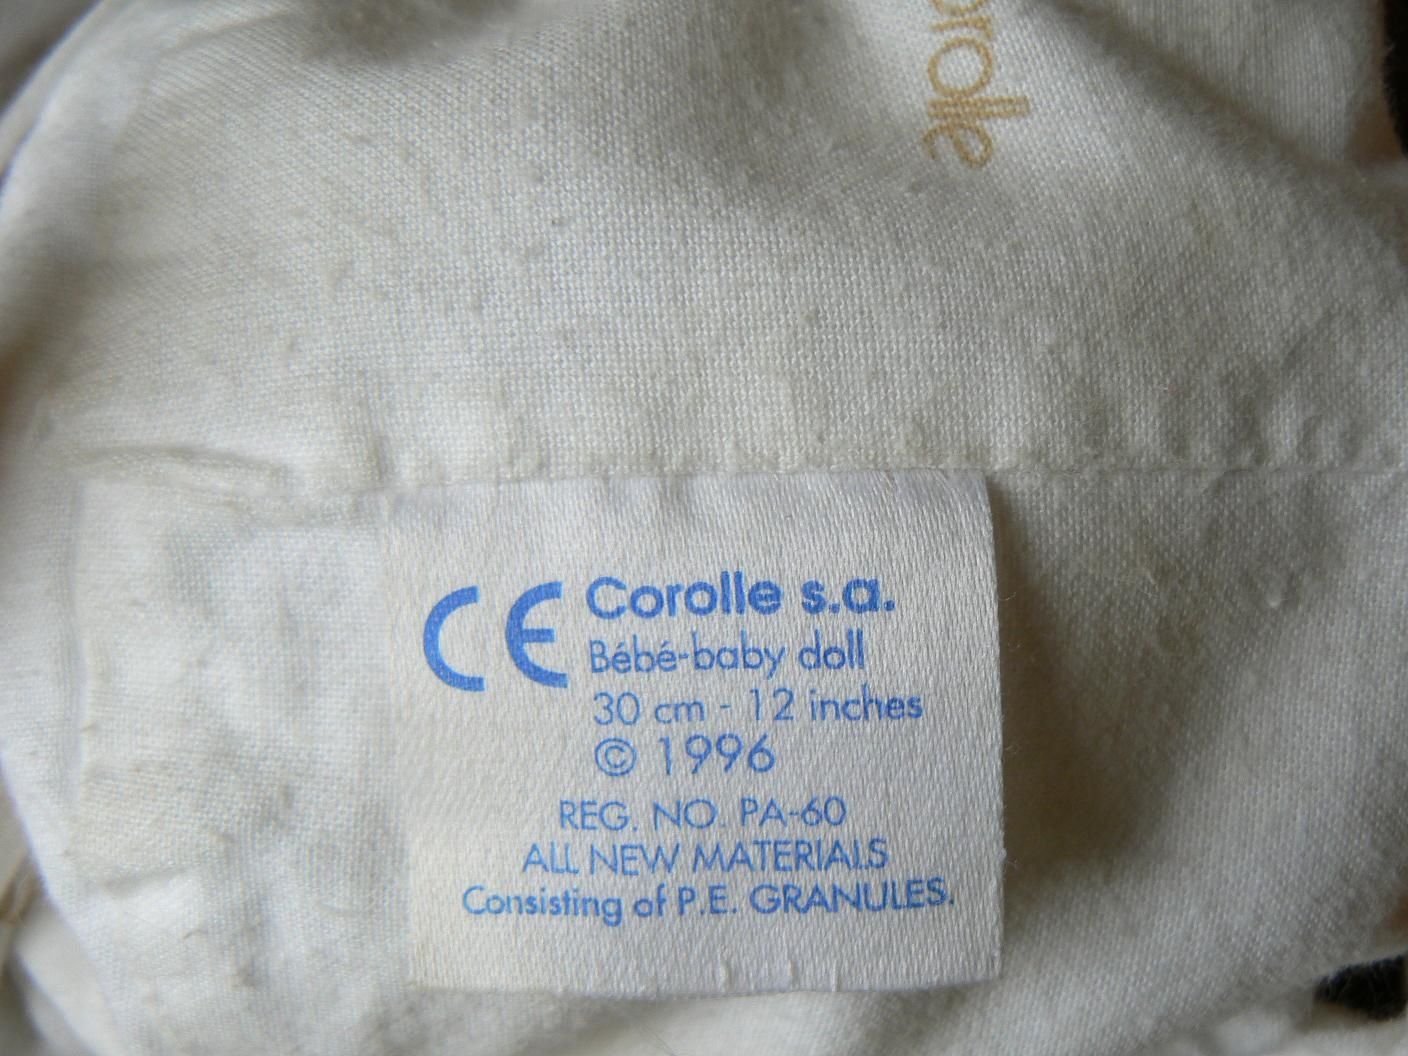 orolle
CE Corolle s.a.
Bébé-baby doll
30 cm - 12 inches
© 1996
REG. NO. PA-60
ALL NEW MATERIALS
Consisting of P.E. GRANULES.